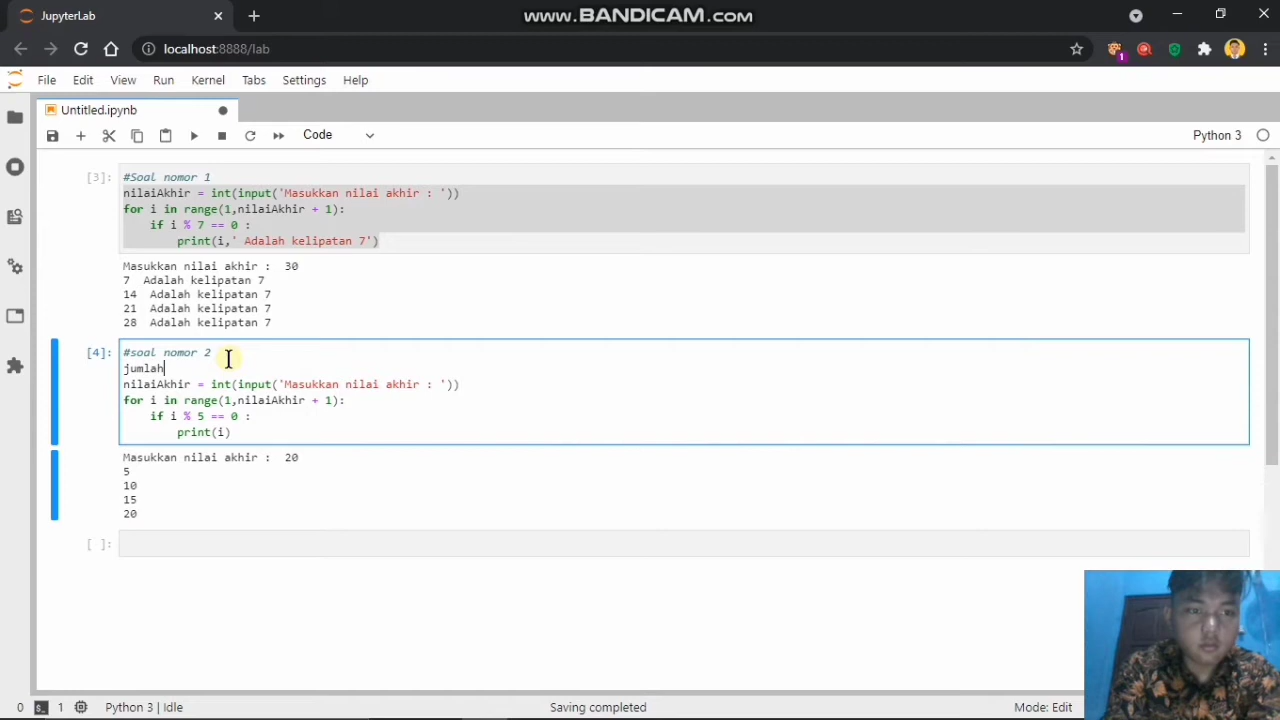 JupyterLab
www.BANDICAM.com
localhost:8888/lab
1
File Edit View Run Kernel Tabs Settings Help
Untitled.ipynb
Code
Python 3
[3]: #Soal nomor 1
nilaiAkhir = int(input('Masukkan nilai akhir : '))
for i in range(1,nilaiAkhir + 1):
    if i % 7 == 0 :
        print(i,' Adalah kelipatan 7')
Masukkan nilai akhir :  30
7  Adalah kelipatan 7
14  Adalah kelipatan 7
21  Adalah kelipatan 7
28  Adalah kelipatan 7
[4]: #soal nomor 2
jumlah
nilaiAkhir = int(input('Masukkan nilai akhir : '))
for i in range(1,nilaiAkhir + 1):
    if i % 5 == 0 :
        print(i)
Masukkan nilai akhir :  20
5
10
15
20
[ ]:
0 $_ 1 Python 3 | Idle Saving completed Mode: Edit